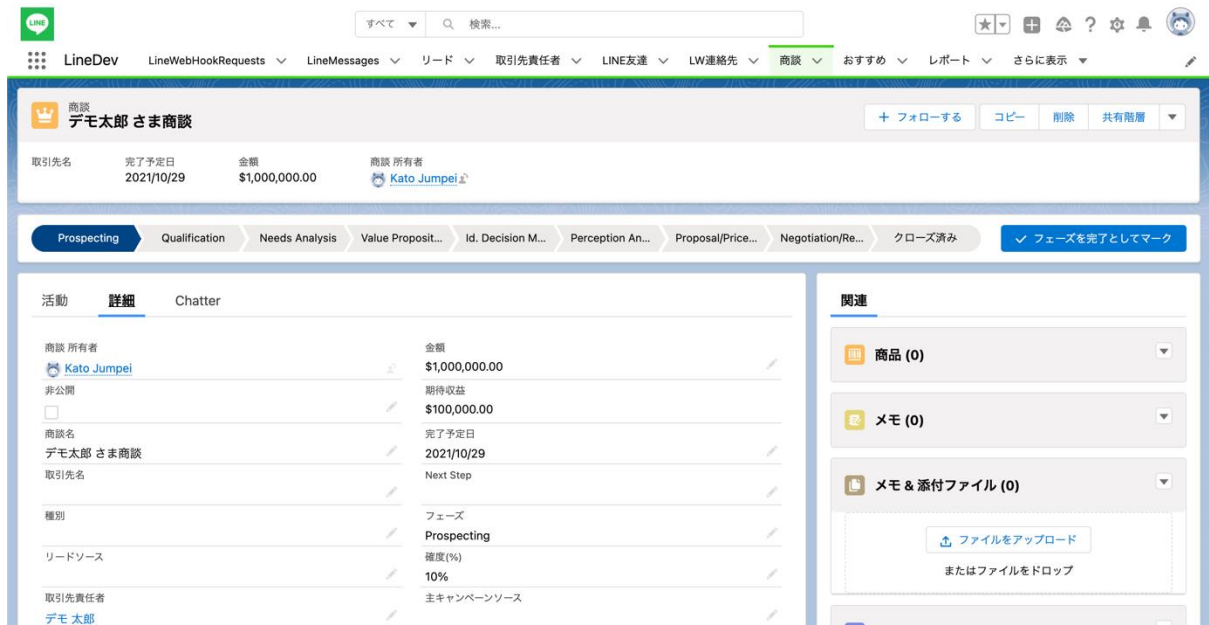 LINE
すべて
検索...
LineDev
LineWebHookRequests
LineMessages
リード
取引先責任者
LINE友達
LW連絡先
商談
おすすめ
レポート
さらに表示
商談
デモ太郎 さま商談
+ フォローする
コピー
削除
共有階層
取引先名
完了予定日
金額
商談 所有者
2021/10/29
$1,000,000.00
Kato Jumpei
Prospecting
Qualification
Needs Analysis
Value Proposit...
Id. Decision M...
Perception An...
Proposal/Price...
Negotiation/Re...
クローズ済み
フェーズを完了としてマーク
活動
詳細
Chatter
商談 所有者
Kato Jumpei
非公開
商談名
デモ太郎 さま商談
取引先名
種別
リードソース
取引先責任者
デモ 太郎
金額
$1,000,000.00
期待収益
$100,000.00
完了予定日
2021/10/29
Next Step
フェーズ
Prospecting
確度(%)
10%
主キャンペーンソース
関連
商品 (0)
メモ (0)
メモ & 添付ファイル (0)
ファイルをアップロード
またはファイルをドロップ